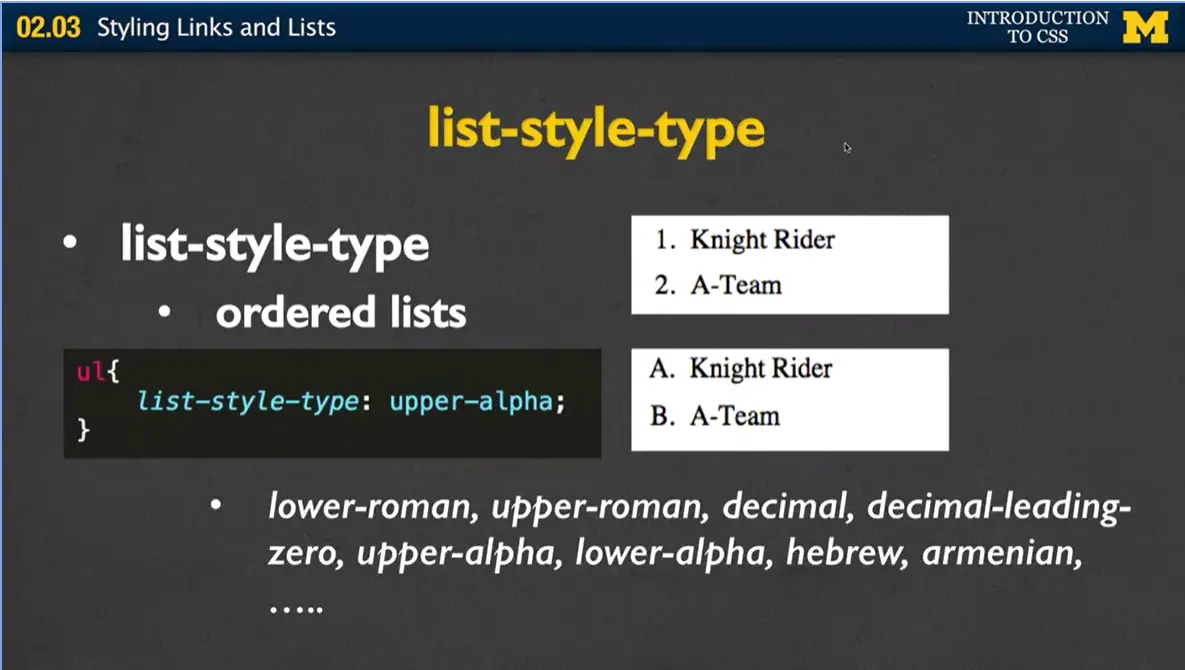 02.03 Styling Links and Lists
INTRODUCTION
TO CSS
M
list-style-type
• list-style-type
• ordered lists
1. Knight Rider
2. A-Team
ul{
list-style-type: upper-alpha;
}
A. Knight Rider
B. A-Team
• lower-roman, upper-roman, decimal, decimal-leading-
zero, upper-alpha, lower-alpha, hebrew, armenian,
.....